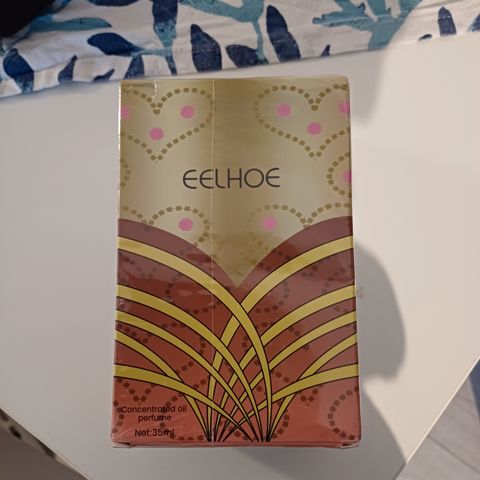 EELHOE
Concentrated oil
perfume
Net:35ml